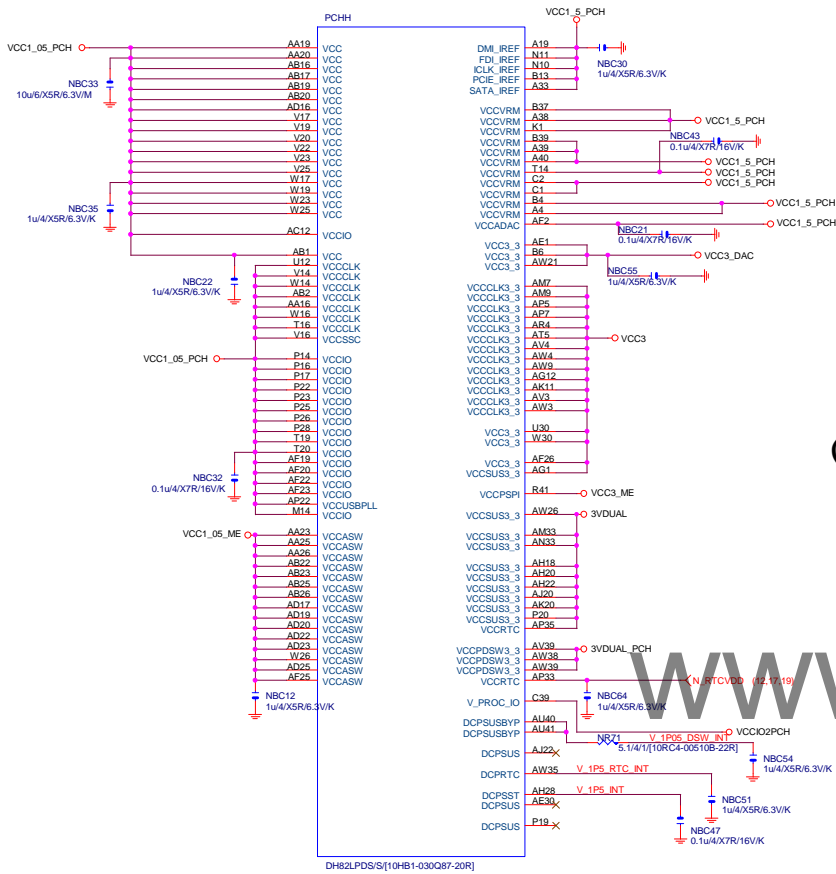 PCHH
VCC1_5_PCH
VCC1_05_PCH
AA19 VCC
AA20 VCC
AB16 VCC
AB17 VCC
AB19 VCC
AB20 VCC
AD16 VCC
V17 VCC
V19 VCC
V20 VCC
V22 VCC
V23 VCC
V25 VCC
W17 VCC
W19 VCC
W23 VCC
W25 VCC
AC12 VCCIO
AB1 VCC
U12 VCCCLK
V14 VCCCLK
W14 VCCCLK
AB2 VCCCLK
AA16 VCCCLK
W16 VCCCLK
T16 VCCCLK
V16 VCCSSC
NBC33
10u/6/X5R/6.3V/M
NBC35
1u/4/X5R/6.3V/K
NBC22
1u/4/X5R/6.3V/K
VCC1_05_PCH
P14 VCCIO
P16 VCCIO
P17 VCCIO
P22 VCCIO
P23 VCCIO
P25 VCCIO
P26 VCCIO
P28 VCCIO
T19 VCCIO
T20 VCCIO
AF19 VCCIO
AF20 VCCIO
AF22 VCCIO
AF23 VCCIO
AP22 VCCUSBPLL
M14 VCCIO
NBC32
0.1u/4/X7R/16V/K
VCC1_05_ME
AA23 VCCASW
AA25 VCCASW
AA26 VCCASW
AB22 VCCASW
AB23 VCCASW
AB25 VCCASW
AB26 VCCASW
AD17 VCCASW
AD19 VCCASW
AD20 VCCASW
AD22 VCCASW
AD23 VCCASW
W26 VCCASW
AD25 VCCASW
AF25 VCCASW
NBC12
1u/4/X5R/6.3V/K
DMI_IREF A19
FDI_IREF N11
ICLK_IREF N10
PCIE_IREF B13
SATA_IREF A33
NBC30
1u/4/X5R/6.3V/K
VCCVRM B37
VCCVRM A38
VCCVRM K1
VCCVRM B39
VCCVRM A39
VCCVRM A40
VCCVRM T14
VCCVRM C2
VCCVRM C1
VCCVRM B4
VCCVRM A4
VCCADAC AF2
VCC1_5_PCH
NBC43
0.1u/4/X7R/16V/K
VCC1_5_PCH
VCC1_5_PCH
VCC1_5_PCH
VCC1_5_PCH
VCC1_5_PCH
NBC21
0.1u/4/X7R/16V/K
VCC3_3 AE1
VCC3_3 B6
VCC3_3 AW21
VCC3_DAC
NBC55
1u/4/X5R/6.3V/K
VCCCLK3_3 AM7
VCCCLK3_3 AM9
VCCCLK3_3 AP5
VCCCLK3_3 AP7
VCCCLK3_3 AR4
VCCCLK3_3 AT5
VCCCLK3_3 AV4
VCCCLK3_3 AW4
VCCCLK3_3 AW9
VCCCLK3_3 AG12
VCCCLK3_3 AK11
VCCCLK3_3 AV3
VCCCLK3_3 AW3
VCC3
VCC3_3 U30
VCC3_3 W30
VCC3_3 AF26
VCCSUS3_3 AG1
VCCPSPI R41 VCC3_ME
VCCSUS3_3 AW26 3VDUAL
VCCSUS3_3 AM33
VCCSUS3_3 AN33
VCCSUS3_3 AH18
VCCSUS3_3 AH20
VCCSUS3_3 AH22
VCCSUS3_3 AJ20
VCCSUS3_3 AK20
VCCSUS3_3 P20
VCCRTC AP35
VCCPDSW3_3 AV39 3VDUAL_PCH
VCCPDSW3_3 AW38
VCCPDSW3_3 AW39
VCCRTC AP33 N_RTCVDD (12,17,19)
NBC64
1u/4/X5R/6.3V/K
V_PROC_IO C39
VCCIO2PCH
DCPSUSBYP AU40
DCPSUSBYP AU41
NR71 V_1P05_DSW_INT
5.1/4/1/[10RC4-00510B-22R]
NBC54
1u/4/X5R/6.3V/K
DCPSUS AJ22
DCPRTC AW35 V_1P5_RTC_INT
NBC51
1u/4/X5R/6.3V/K
DCPSST AH28 V_1P5_INT
DCPSUS AE30
DCPSUS P19
NBC47
0.1u/4/X7R/16V/K
DH82LPDS/S/[10HB1-030Q87-20R]